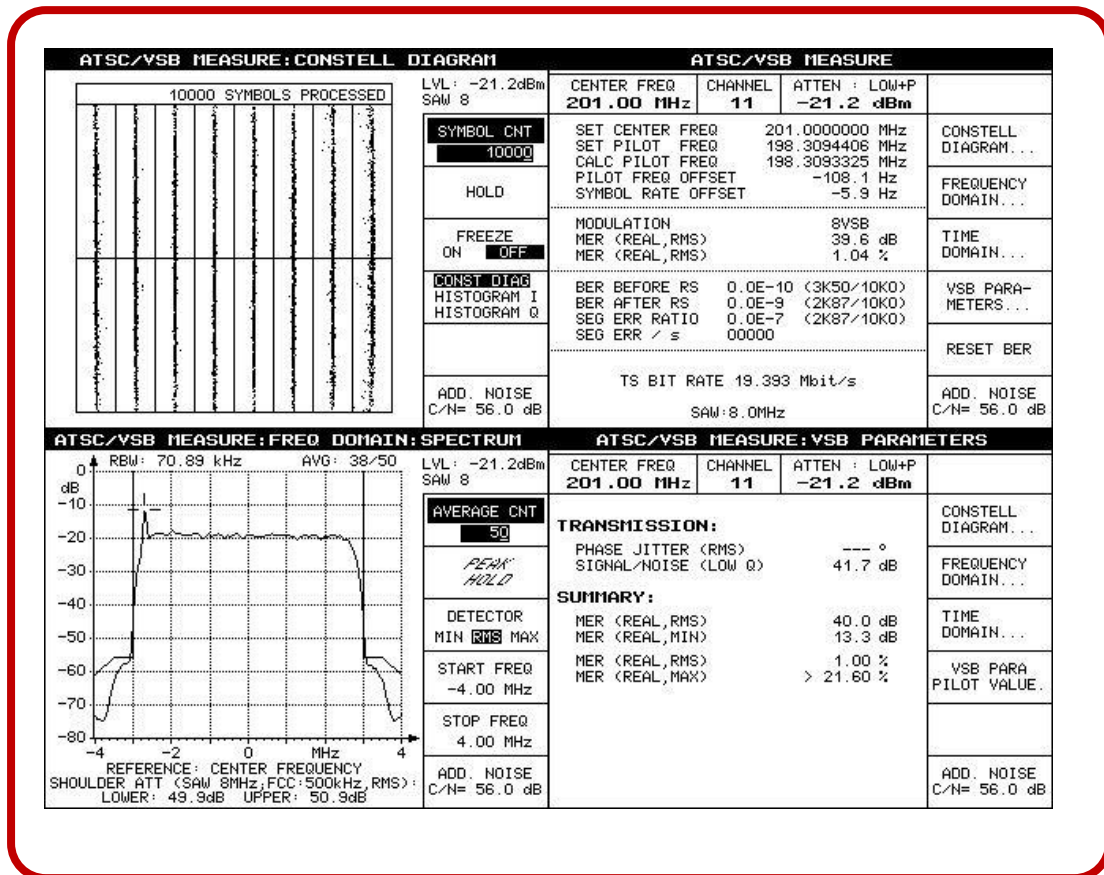 ATSC/VSB MEASURE:CONSTELL DIAGRAM
10000 SYMBOLS PROCESSED
LVL: -21.2dBm
SAW 8
SYMBOL CNT
10000
HOLD
FREEZE
ON OFF
CONST DIAG
HISTOGRAM I
HISTOGRAM Q
ADD. NOISE
C/N= 56.0 dB
ATSC/VSB MEASURE
CENTER FREQ CHANNEL ATTEN : LOW+P
201.00 MHz 11 -21.2 dBm
SET CENTER FREQ 201.0000000 MHz
SET PILOT FREQ 198.3094406 MHz
CALC PILOT FREQ 198.3093325 MHz
PILOT FREQ OFFSET -108.1 Hz
SYMBOL RATE OFFSET -5.9 Hz
MODULATION 8VSB
MER (REAL,RMS) 39.6 dB
MER (REAL,RMS) 1.04 %
BER BEFORE RS 0.0E-10 (3K50/10K0)
BER AFTER RS 0.0E-9 (2K87/10K0)
SEG ERR RATIO 0.0E-7 (2K87/10K0)
SEG ERR / s 00000
TS BIT RATE 19.393 Mbit/s
SAW:8.0MHz
CONSTELL
DIAGRAM...
FREQUENCY
DOMAIN...
TIME
DOMAIN...
VSB PARA-
METERS...
RESET BER
ADD. NOISE
C/N= 56.0 dB
ATSC/VSB MEASURE:FREQ DOMAIN:SPECTRUM
RBW: 70.89 kHz AVG: 38/50
0
dB
-10
-20
-30
-40
-50
-60
-70
-80
-4 -2 0 MHz 4
REFERENCE: CENTER FREQUENCY
SHOULDER ATT (SAW 8MHz;FCC:500kHz,RMS):
LOWER: 49.9dB UPPER: 50.9dB
LVL: -21.2dBm
SAW 8
AVERAGE CNT
50
PEAK
HOLD
DETECTOR
MIN RMS MAX
START FREQ
-4.00 MHz
STOP FREQ
4.00 MHz
ADD. NOISE
C/N= 56.0 dB
ATSC/VSB MEASURE:VSB PARAMETERS
CENTER FREQ CHANNEL ATTEN : LOW+P
201.00 MHz 11 -21.2 dBm
TRANSMISSION:
PHASE JITTER (RMS) --- °
SIGNAL/NOISE (LOW Q) 41.7 dB
SUMMARY:
MER (REAL,RMS) 40.0 dB
MER (REAL,MIN) 13.3 dB
MER (REAL,RMS) 1.00 %
MER (REAL,MAX) > 21.60 %
CONSTELL
DIAGRAM...
FREQUENCY
DOMAIN...
TIME
DOMAIN...
VSB PARA
PILOT VALUE.
ADD. NOISE
C/N= 56.0 dB